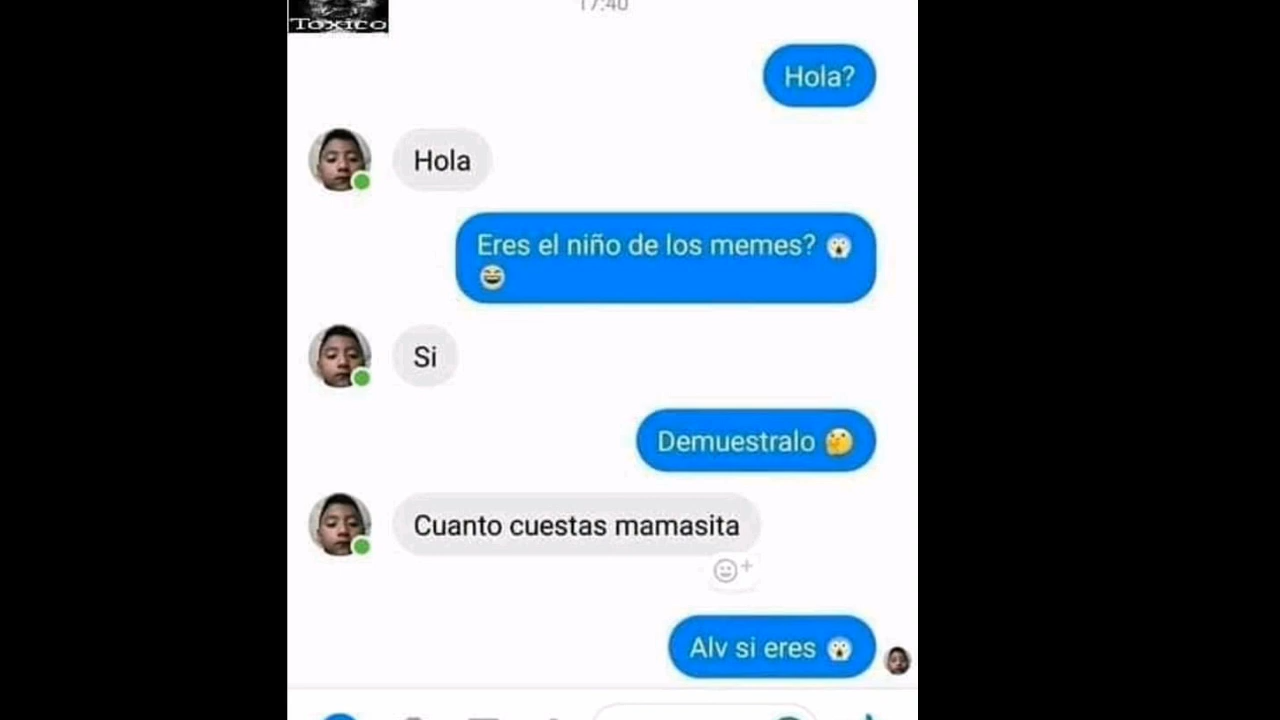 Toxico
17:40
Hola?
Hola
Eres el niño de los memes? 😱
😅
Si
Demuestralo 🤔
Cuanto cuestas mamasita
Alv si eres 😱